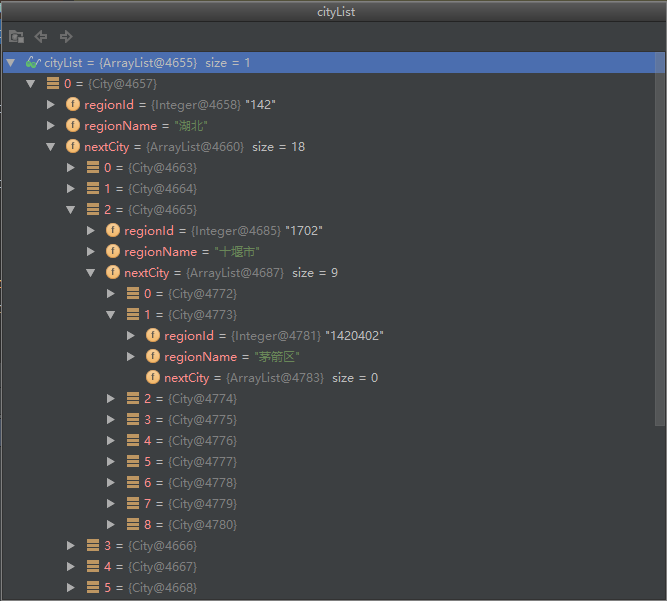 cityList
cityList = {ArrayList@4655} size = 1
0 = {City@4657}
f regionId = {Integer@4658} "142"
f regionName = "湖北"
f nextCity = {ArrayList@4660} size = 18
0 = {City@4663}
1 = {City@4664}
2 = {City@4665}
f regionId = {Integer@4685} "1702"
f regionName = "十堰市"
f nextCity = {ArrayList@4687} size = 9
0 = {City@4772}
1 = {City@4773}
f regionId = {Integer@4781} "1420402"
f regionName = "茅箭区"
f nextCity = {ArrayList@4783} size = 0
2 = {City@4774}
3 = {City@4775}
4 = {City@4776}
5 = {City@4777}
6 = {City@4778}
7 = {City@4779}
8 = {City@4780}
3 = {City@4666}
4 = {City@4667}
5 = {City@4668}